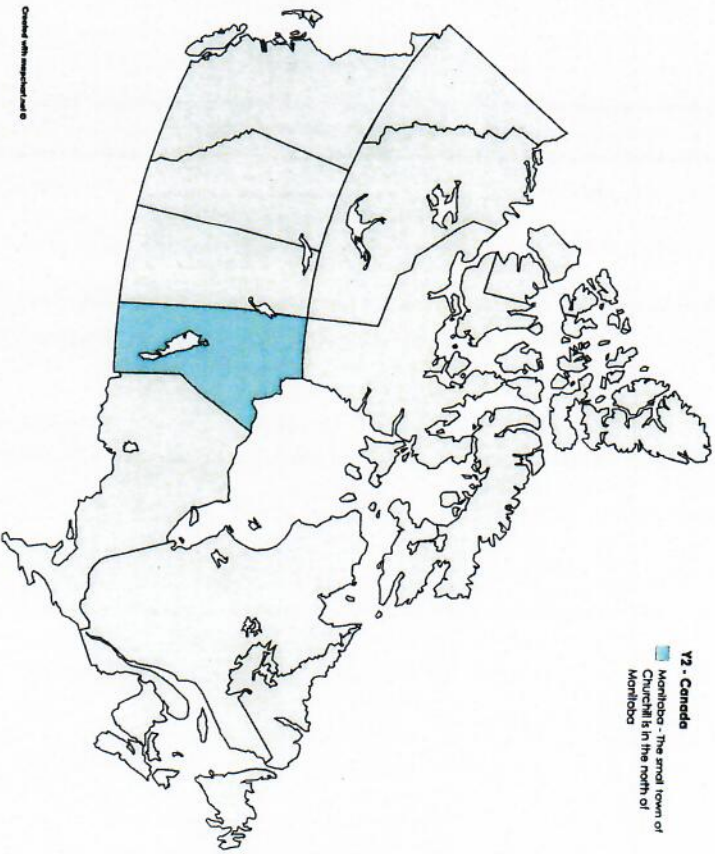 Y2 - Canada
Manitoba - The small town of
Churchill is in the north of
Manitoba
Created with mapchart.net ©